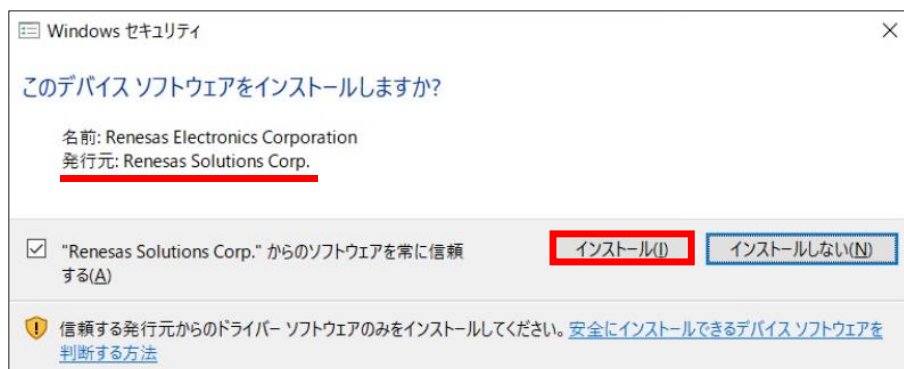 Windows セキュリティ
このデバイス ソフトウェアをインストールしますか?
名前: Renesas Electronics Corporation
発行元: Renesas Solutions Corp.
"Renesas Solutions Corp." からのソフトウェアを常に信頼
する(A)
インストール(I)
インストールしない(N)
信頼する発行元からのドライバー ソフトウェアのみをインストールしてください。安全にインストールできるデバイス ソフトウェアを
判断する方法